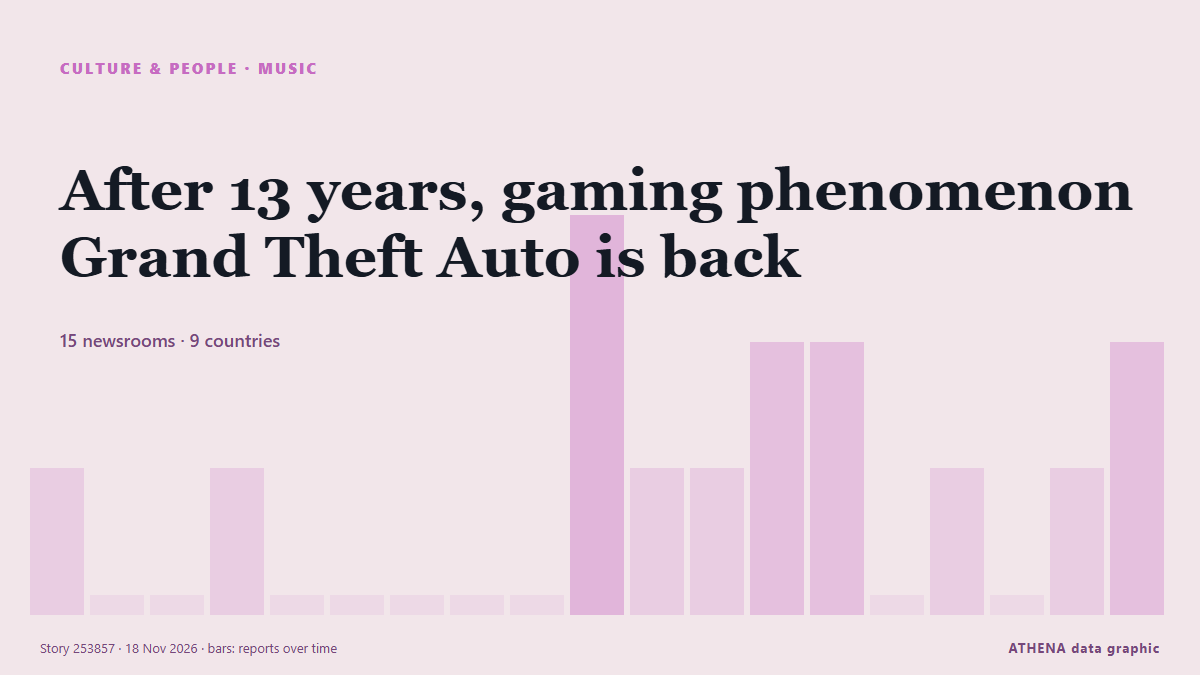 CULTURE & PEOPLE · MUSIC
After 13 years, gaming phenomenon
Grand Theft Auto is back
15 newsrooms · 9 countries
Story 253857 · 18 Nov 2026 · bars: reports over time
ATHENA data graphic